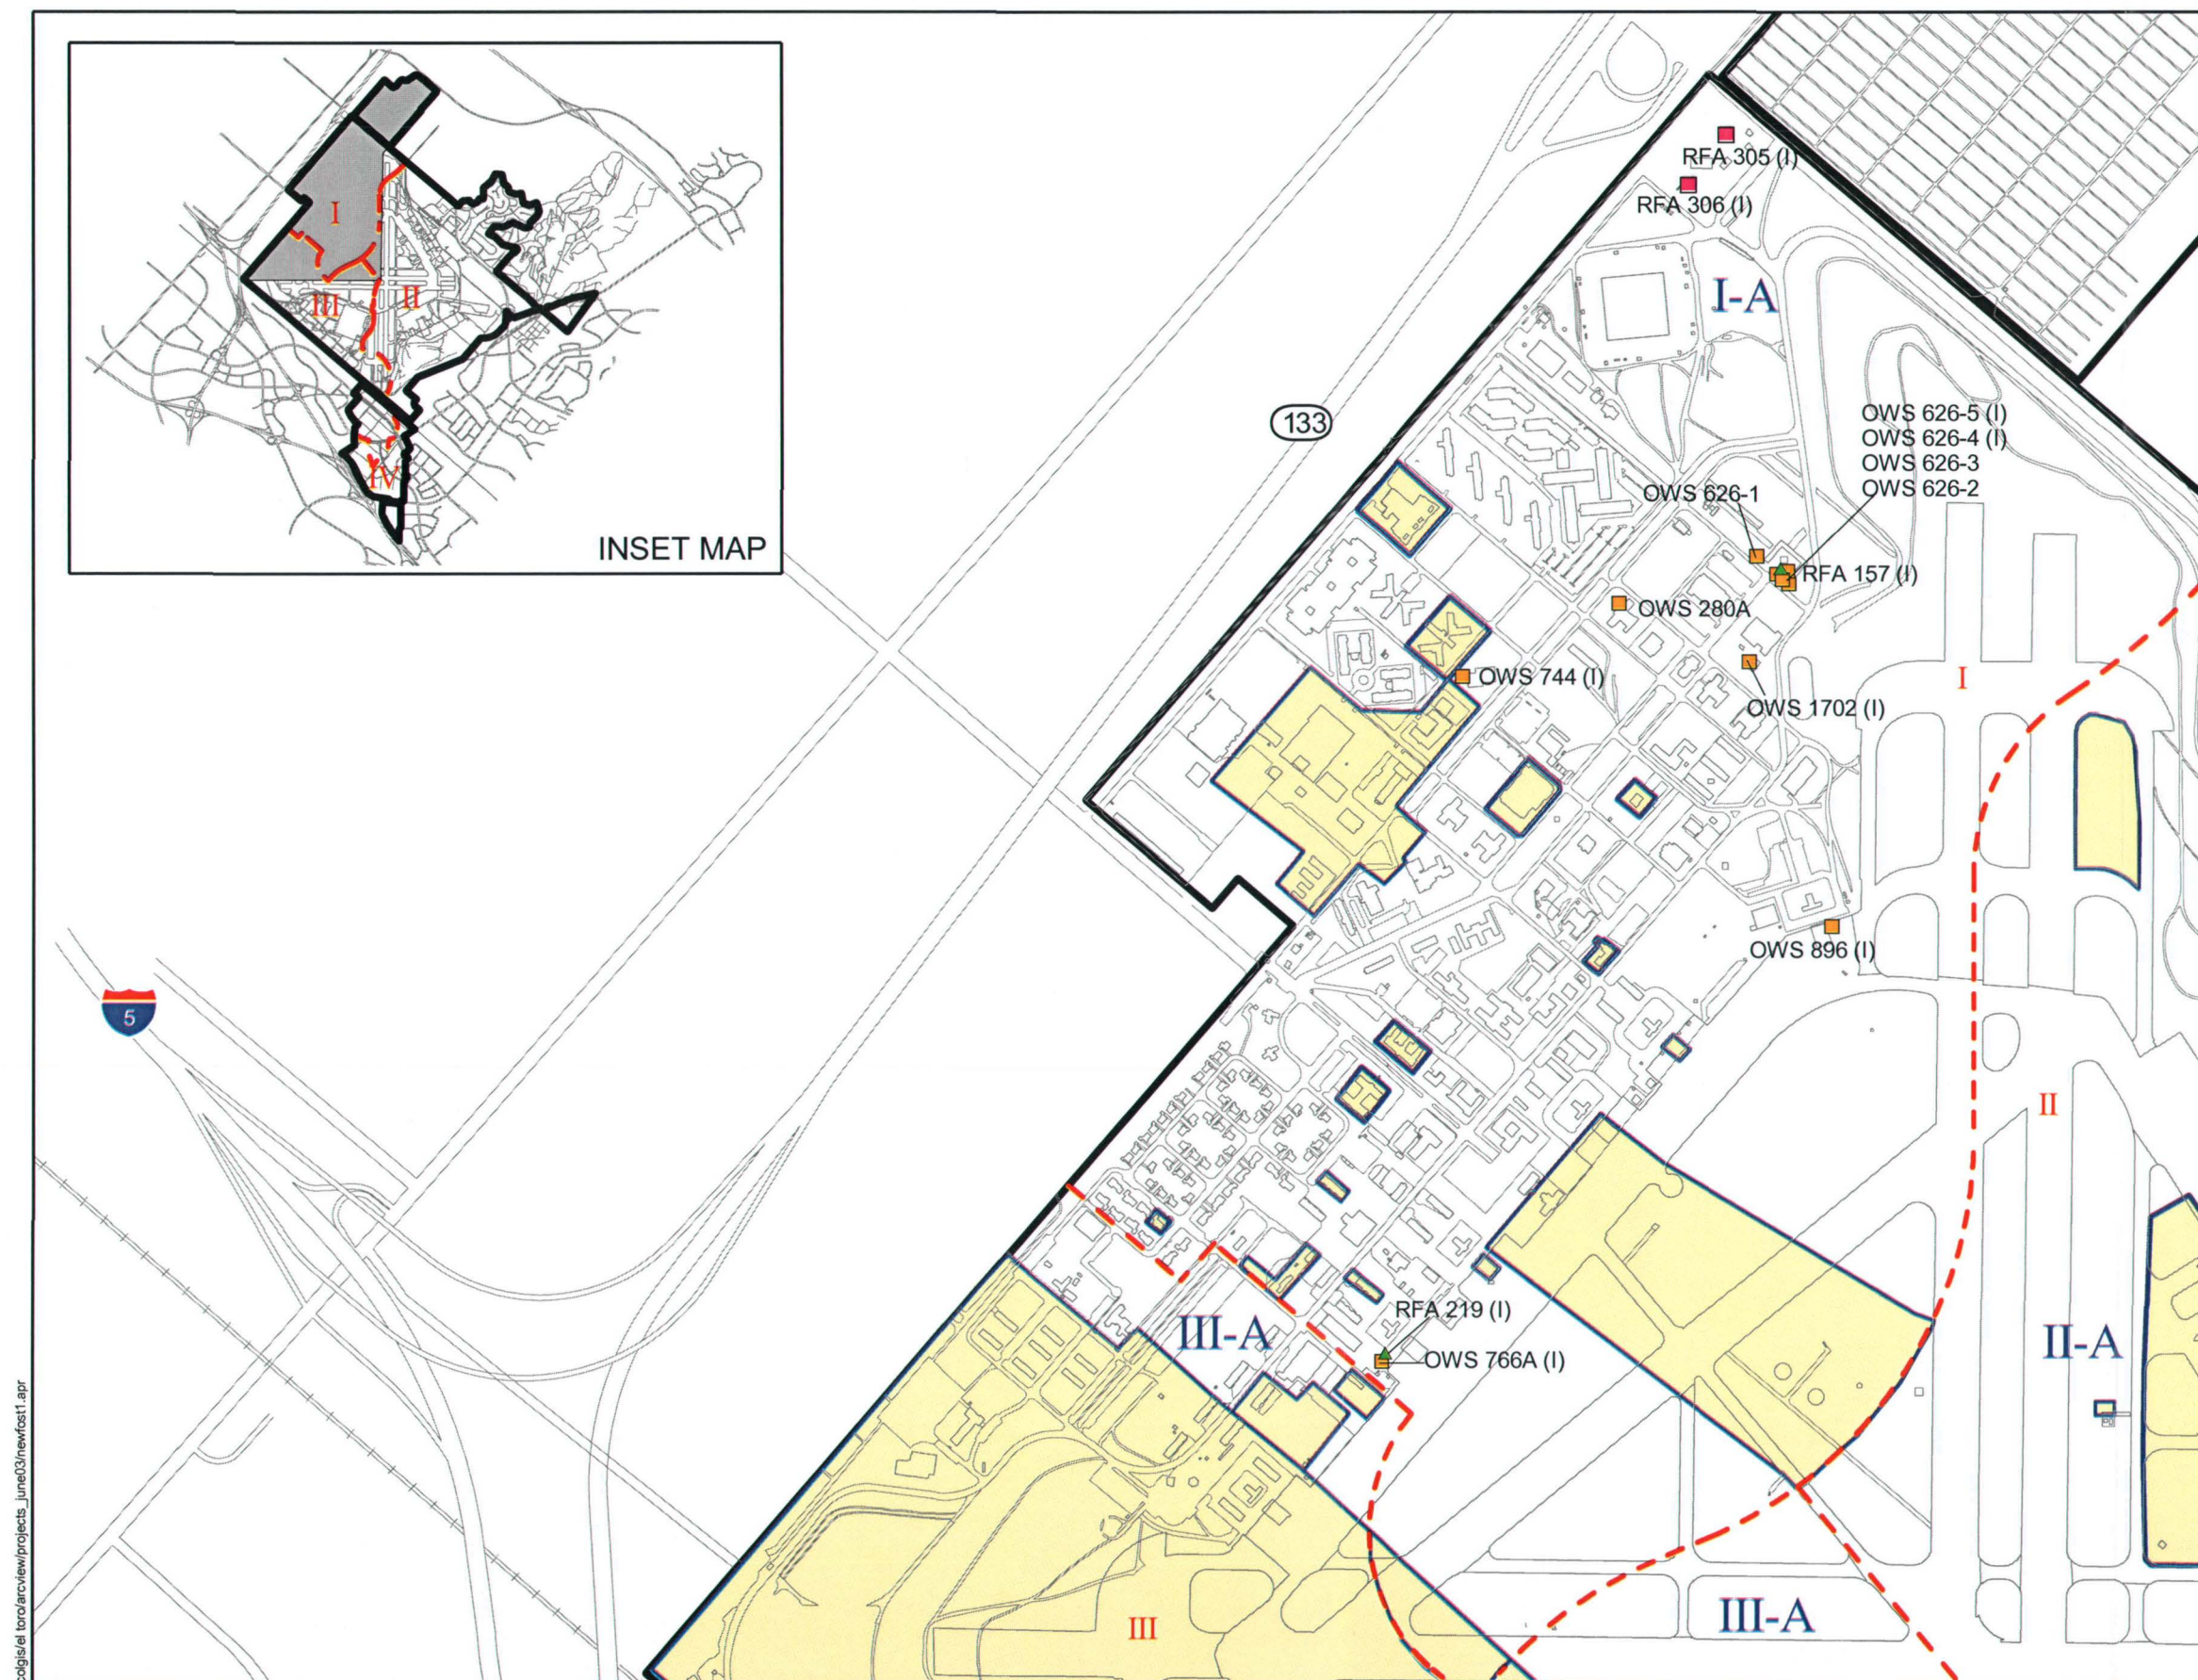 I
III
II
IV
INSET MAP
RFA 305 (I)
RFA 306 (I)
I-A
133
OWS 626-5 (I)
OWS 626-4 (I)
OWS 626-3
OWS 626-2
OWS 626-1
RFA 157 (I)
OWS 280A
OWS 744 (I)
I
OWS 1702 (I)
OWS 896 (I)
5
II
RFA 219 (I)
III-A
II-A
OWS 766A (I)
III-A
III
colgis/el toro/arcview/projects_june03/newfost1.apr